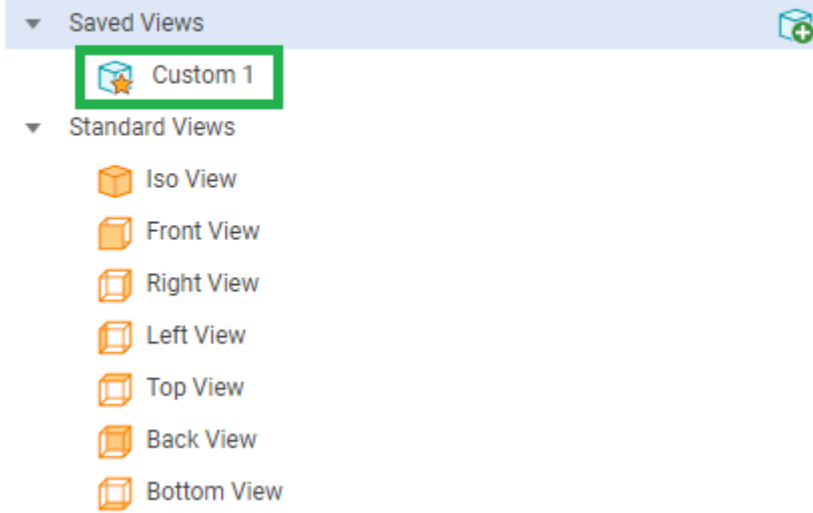 Saved Views
Custom 1
Standard Views
Iso View
Front View
Right View
Left View
Top View
Back View
Bottom View